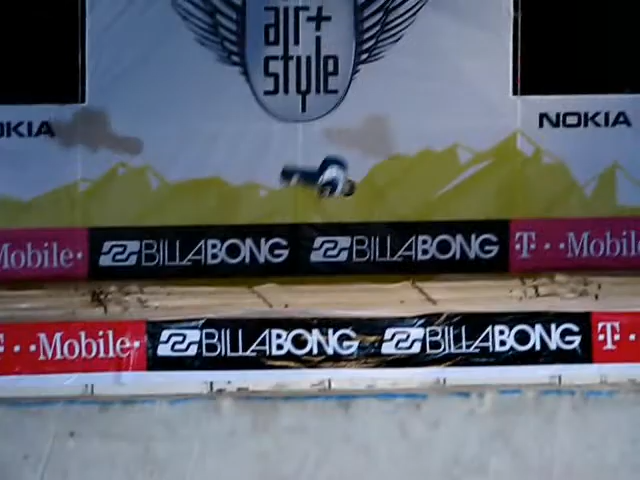 air+
style
NOKIA
NOKIA
Mobile·
BILLABONG
BILLABONG
T··Mobile
··Mobile·
BILLABONG
BILLABONG
T·